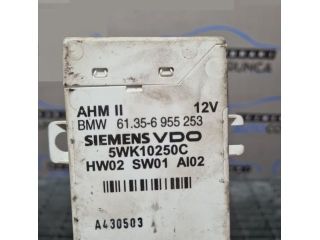 AHM II 12V
BMW 61.35-6 955 253
SIEMENS VDO
5WK10250C
HW02 SW01 AI02
A430503